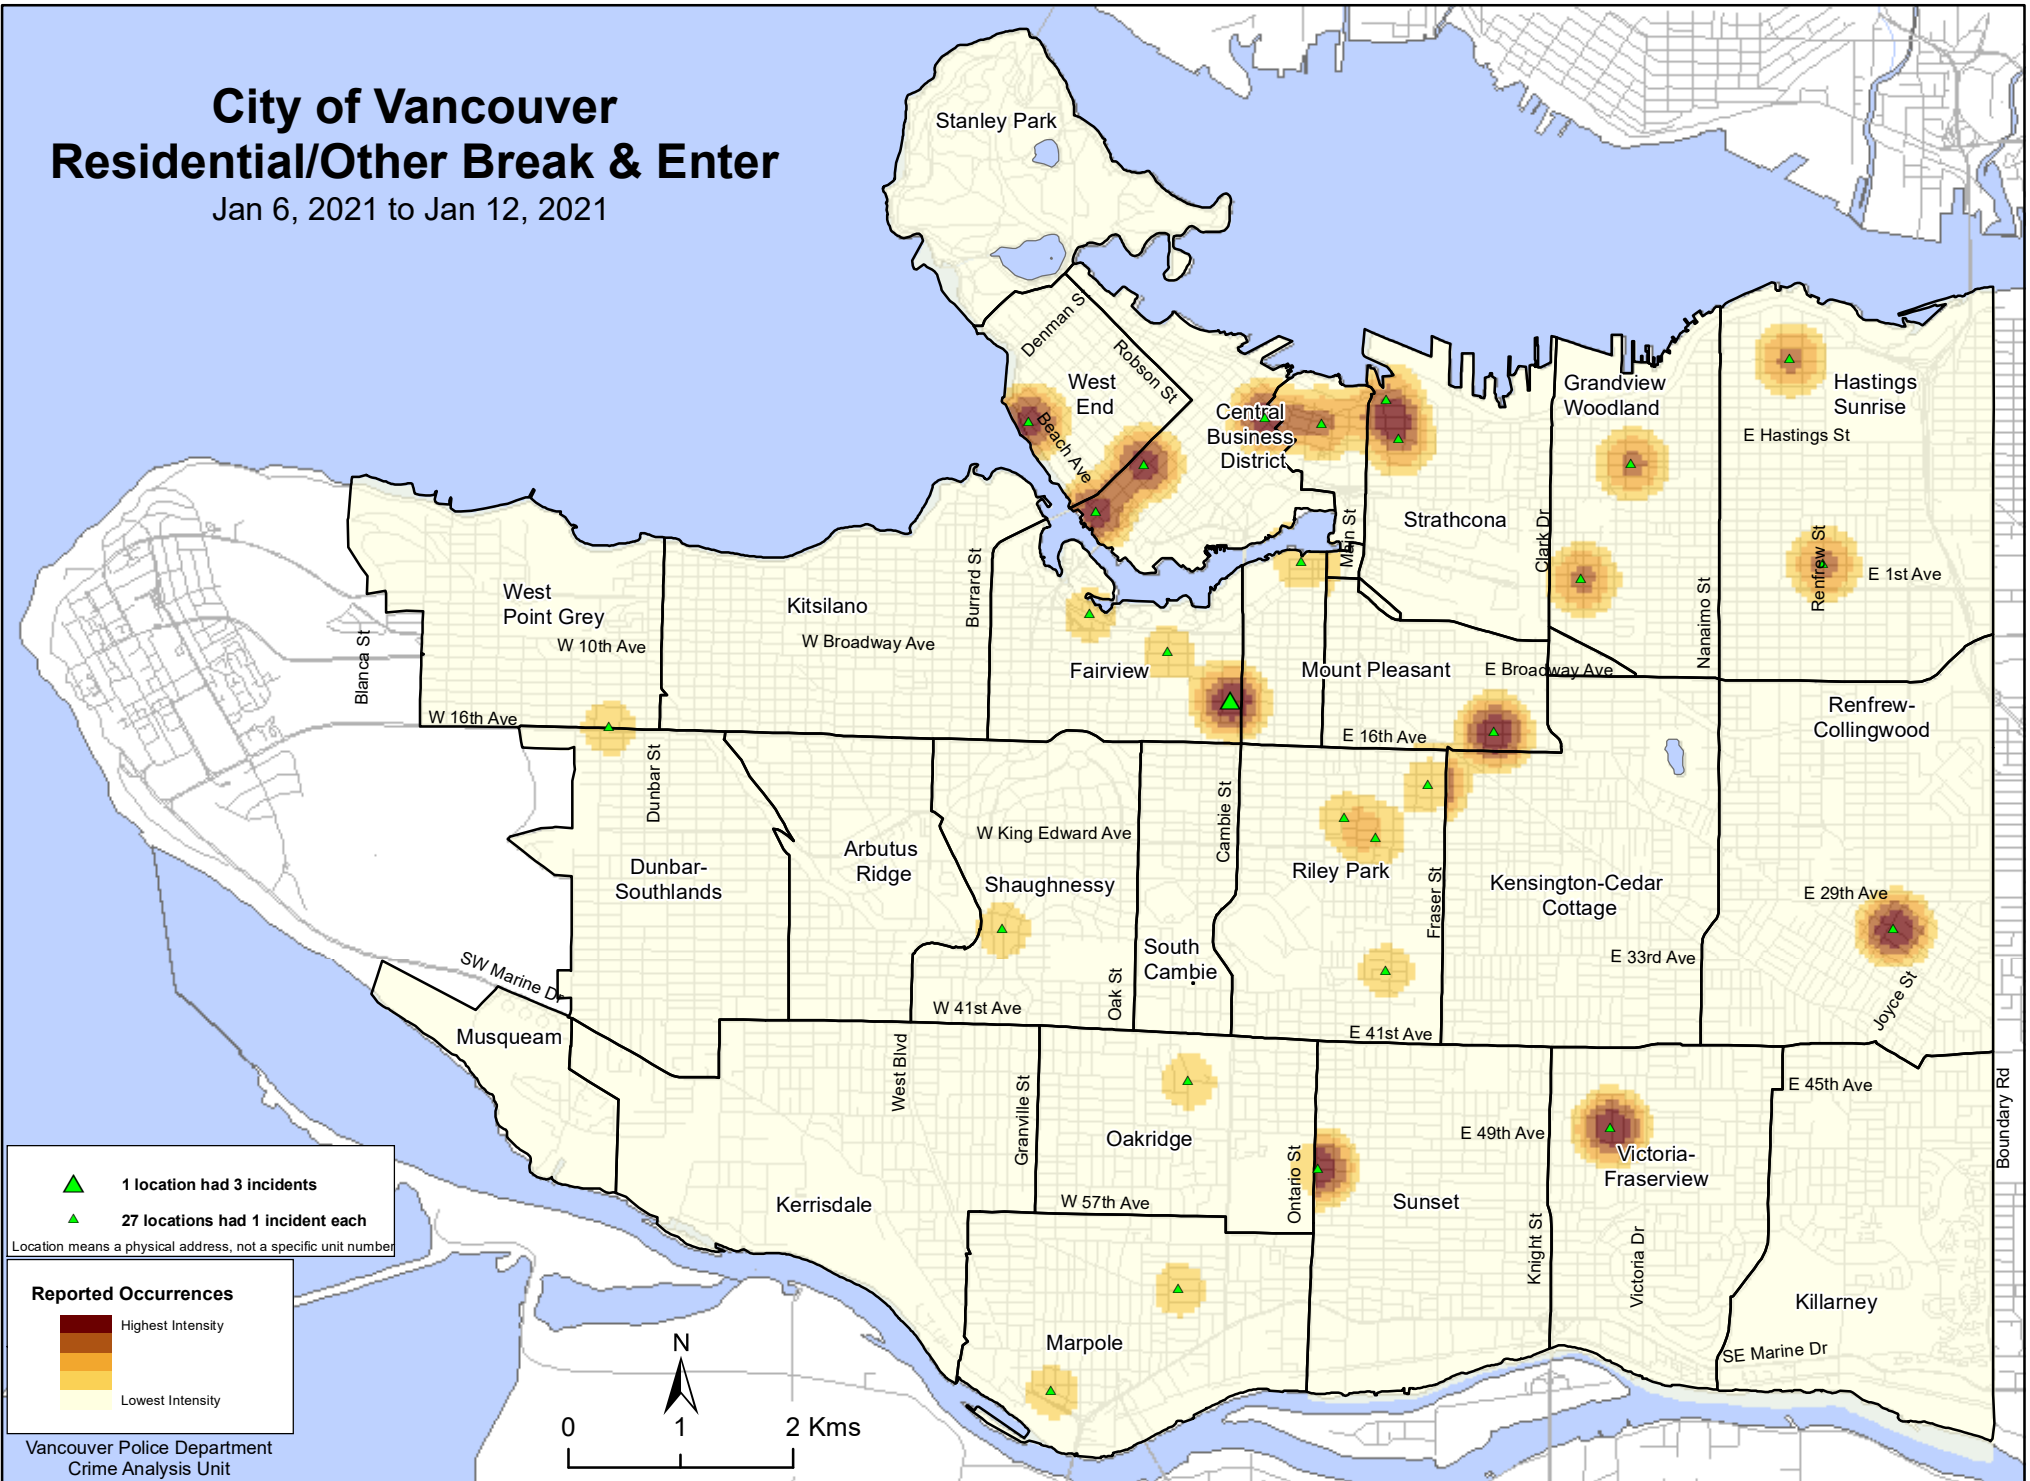 City of Vancouver
Residential/Other Break & Enter
Jan 6, 2021 to Jan 12, 2021
Stanley Park
Denman S
Robson St
West
End
Beach Ave
Central
Business
District
Grandview
Woodland
Hastings
Sunrise
E Hastings St
Strathcona
Main St
Clark Dr
Renfrew St
E 1st Ave
Nanaimo St
West
Point Grey
W 10th Ave
Blanca St
W 16th Ave
Kitsilano
W Broadway Ave
Burrard St
Fairview
Mount Pleasant
E Broadway Ave
E 16th Ave
Renfrew-
Collingwood
Dunbar St
Dunbar-
Southlands
Arbutus
Ridge
W King Edward Ave
Shaughnessy
Cambie St
Riley Park
Fraser St
Kensington-Cedar
Cottage
E 29th Ave
E 33rd Ave
Joyce St
South
Cambie
Oak St
W 41st Ave
E 41st Ave
SW Marine Dr
Musqueam
West Blvd
Granville St
Oakridge
Ontario St
W 57th Ave
Kerrisdale
E 49th Ave
Sunset
Knight St
Victoria-
Fraserview
Victoria Dr
E 45th Ave
Boundary Rd
Killarney
SE Marine Dr
Marpole
1 location had 3 incidents
27 locations had 1 incident each
Location means a physical address, not a specific unit number
Reported Occurrences
Highest Intensity
Lowest Intensity
Vancouver Police Department
Crime Analysis Unit
N
0 1 2 Kms